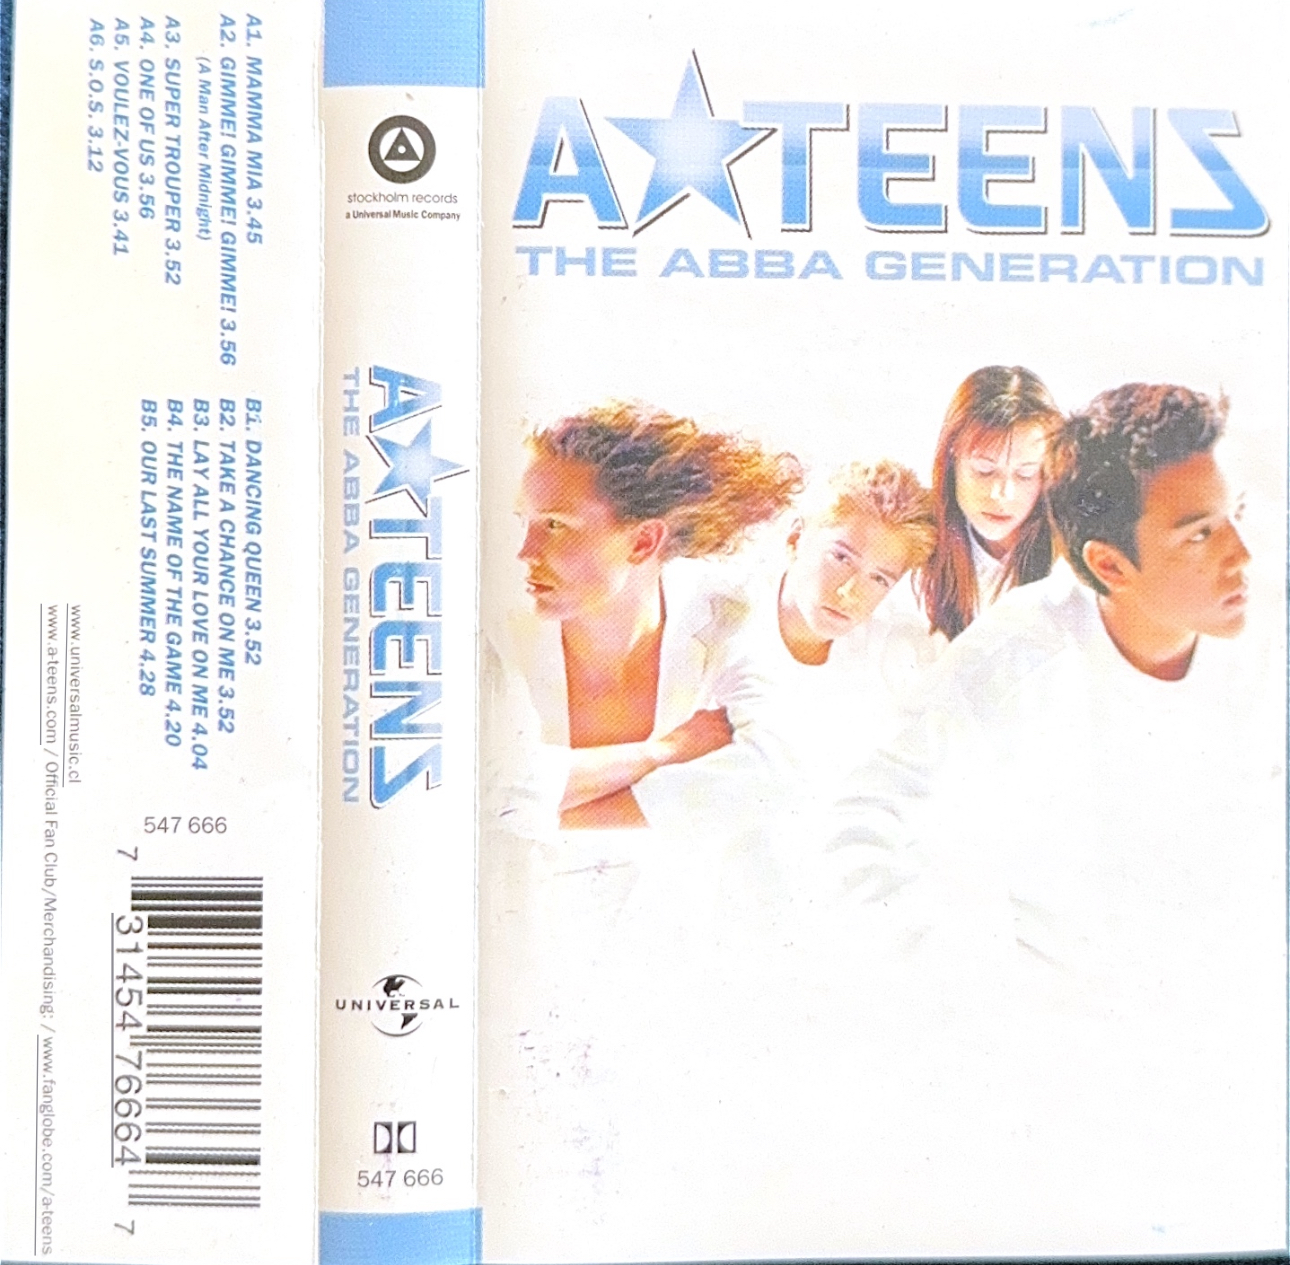 A1. MAMMA MIA 3.45
A2. GIMME! GIMME! GIMME! 3.56
(A Man After Midnight)
A3. SUPER TROUPER 3.52
A4. ONE OF US 3.56
A5. VOULEZ-VOUS 3.41
A6. S.O.S. 3.12
B1. DANCING QUEEN 3.52
B2. TAKE A CHANCE ON ME 3.52
B3. LAY ALL YOUR LOVE ON ME 4.04
B4. THE NAME OF THE GAME 4.20
B5. OUR LAST SUMMER 4.28
www.universalmusic.cl
www.a-teens.com / Official Fan Club/Merchandising: / www.fanglobe.com/a-teens
547 666
7 31454 76664 7
stockholm records
a Universal Music Company
A★TEENS
THE ABBA GENERATION
UNIVERSAL
547 666
A★TEENS
THE ABBA GENERATION